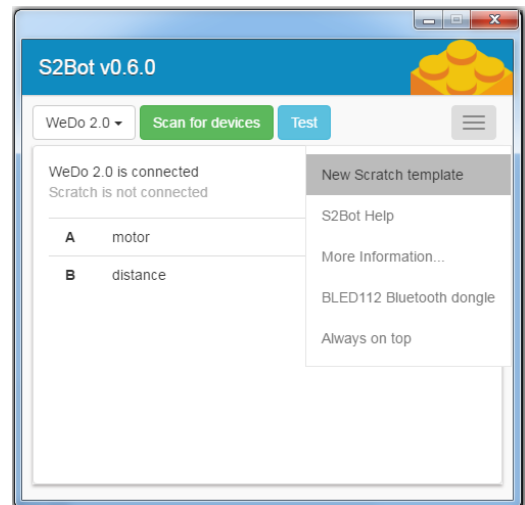 S2Bot v0.6.0
WeDo 2.0
Scan for devices
Test
WeDo 2.0 is connected
Scratch is not connected
A motor
B distance
New Scratch template
S2Bot Help
More Information...
BLED112 Bluetooth dongle
Always on top